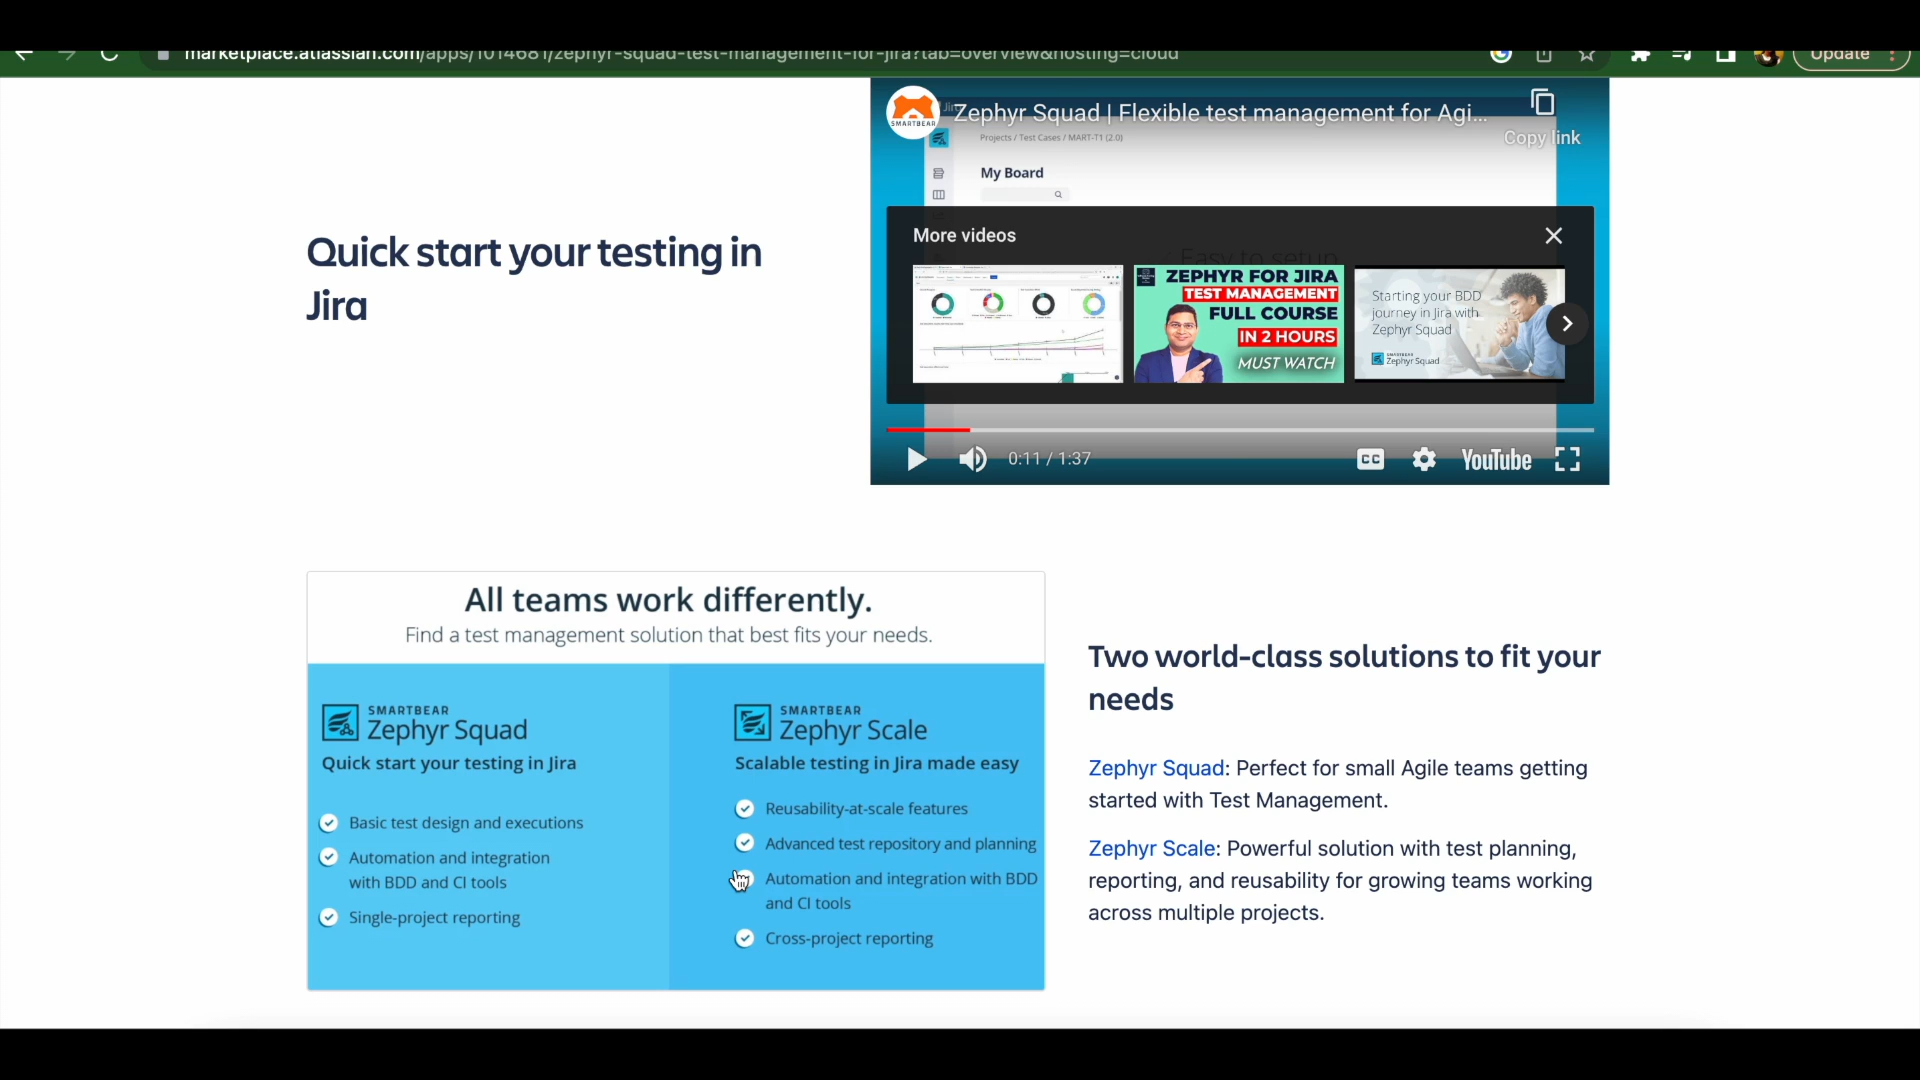 marketplace.atlassian.com/apps/1014681/zephyr-squad-test-management-for-jira?tab=overview&hosting=cloud
Update
SMARTBEAR
Zephyr Squad | Flexible test management for Agi...
Copy link
Projects / Test Cases / MART-T1 (2.0)
My Board
Easy to setup
More videos
ZEPHYR FOR JIRA
TEST MANAGEMENT
FULL COURSE
IN 2 HOURS
MUST WATCH
Starting your BDD
journey in Jira with
Zephyr Squad
SMARTBEAR
Zephyr Squad
0:11 / 1:37
CC
YouTube
Quick start your testing in
Jira
All teams work differently.
Find a test management solution that best fits your needs.
SMARTBEAR
Zephyr Squad
Quick start your testing in Jira
Basic test design and executions
Automation and integration
with BDD and CI tools
Single-project reporting
SMARTBEAR
Zephyr Scale
Scalable testing in Jira made easy
Reusability-at-scale features
Advanced test repository and planning
Automation and integration with BDD
and CI tools
Cross-project reporting
Two world-class solutions to fit your
needs
Zephyr Squad: Perfect for small Agile teams getting
started with Test Management.
Zephyr Scale: Powerful solution with test planning,
reporting, and reusability for growing teams working
across multiple projects.